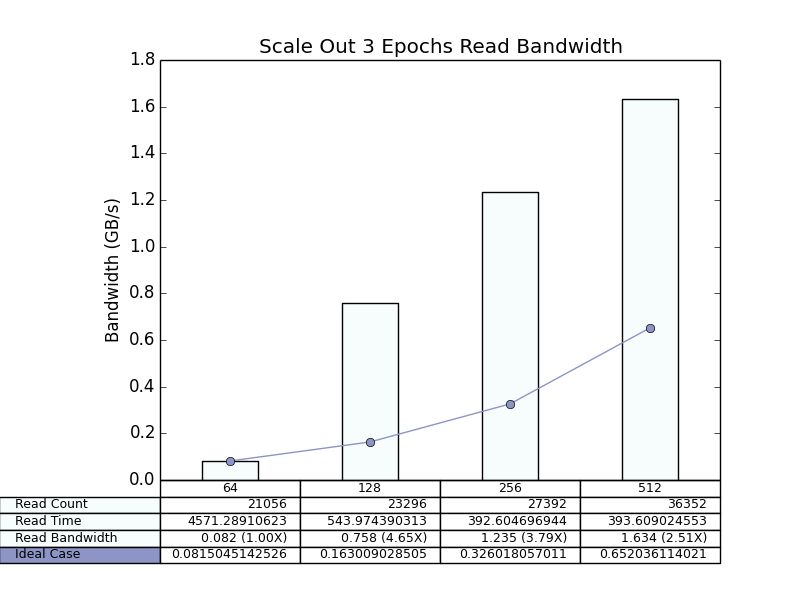 Scale Out 3 Epochs Read Bandwidth
1.8
1.6
1.4
1.2
1.0
0.8
0.6
0.4
0.2
0.0
Bandwidth (GB/s)
64 128 256 512
Read Count 21056 23296 27392 36352
Read Time 4571.28910623 543.974390313 392.604696944 393.609024553
Read Bandwidth 0.082 (1.00X) 0.758 (4.65X) 1.235 (3.79X) 1.634 (2.51X)
Ideal Case 0.0815045142526 0.163009028505 0.326018057011 0.652036114021